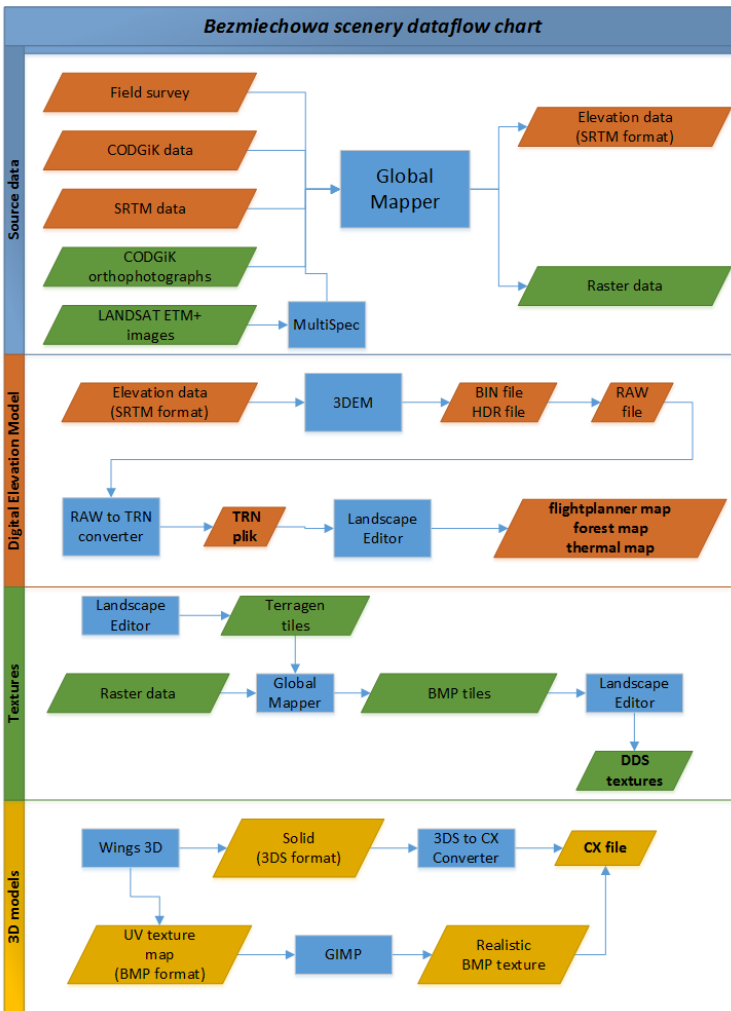 Bezmiechowa scenery dataflow chart
Source data
Field survey
CODGiK data
SRTM data
CODGiK
orthophotographs
LANDSAT ETM+
images
MultiSpec
Global
Mapper
Elevation data
(SRTM format)
Raster data
Digital Elevation Model
Elevation data
(SRTM format)
3DEM
BIN file
HDR file
RAW
file
RAW to TRN
converter
TRN
plik
Landscape
Editor
flightplanner map
forest map
thermal map
Textures
Landscape
Editor
Terragen
tiles
Raster data
Global
Mapper
BMP tiles
Landscape
Editor
DDS
textures
3D models
Wings 3D
Solid
(3DS format)
3DS to CX
Converter
CX file
UV texture
map
(BMP format)
GIMP
Realistic
BMP texture